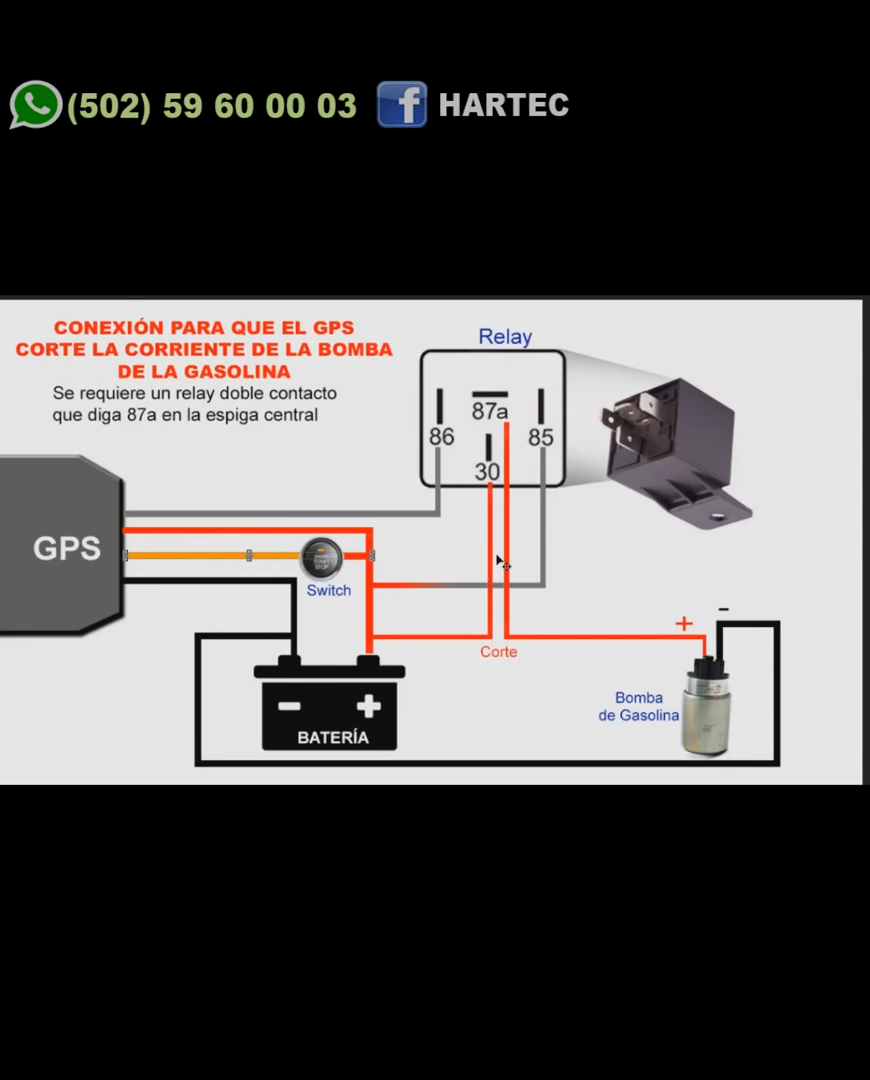 (502) 59 60 00 03 HARTEC
CONEXIÓN PARA QUE EL GPS
CORTE LA CORRIENTE DE LA BOMBA
DE LA GASOLINA
Se requiere un relay doble contacto
que diga 87a en la espiga central
Relay
87a
86
85
30
GPS
Switch
Corte
+
-
Bomba
de Gasolina
- +
BATERÍA